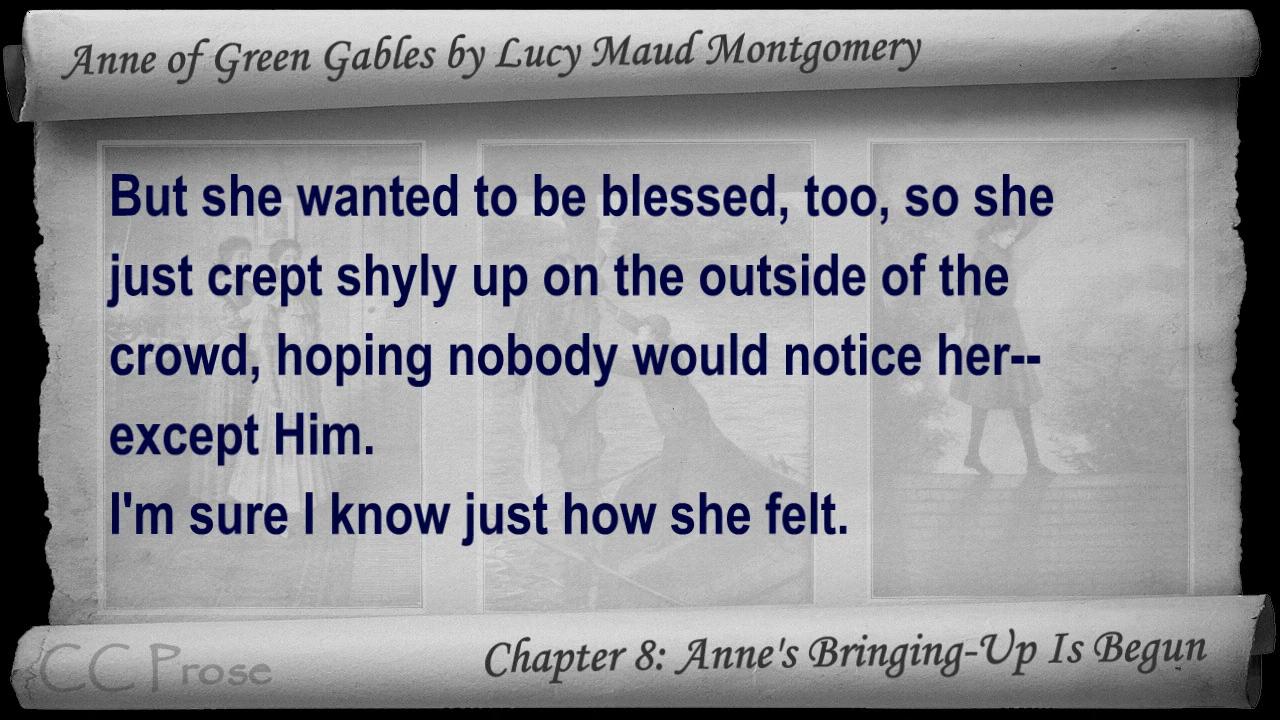 Anne of Green Gables by Lucy Maud Montgomery
But she wanted to be blessed, too, so she
just crept shyly up on the outside of the
crowd, hoping nobody would notice her--
except Him.
I'm sure I know just how she felt.
CC Prose
Chapter 8: Anne's Bringing-Up Is Begun